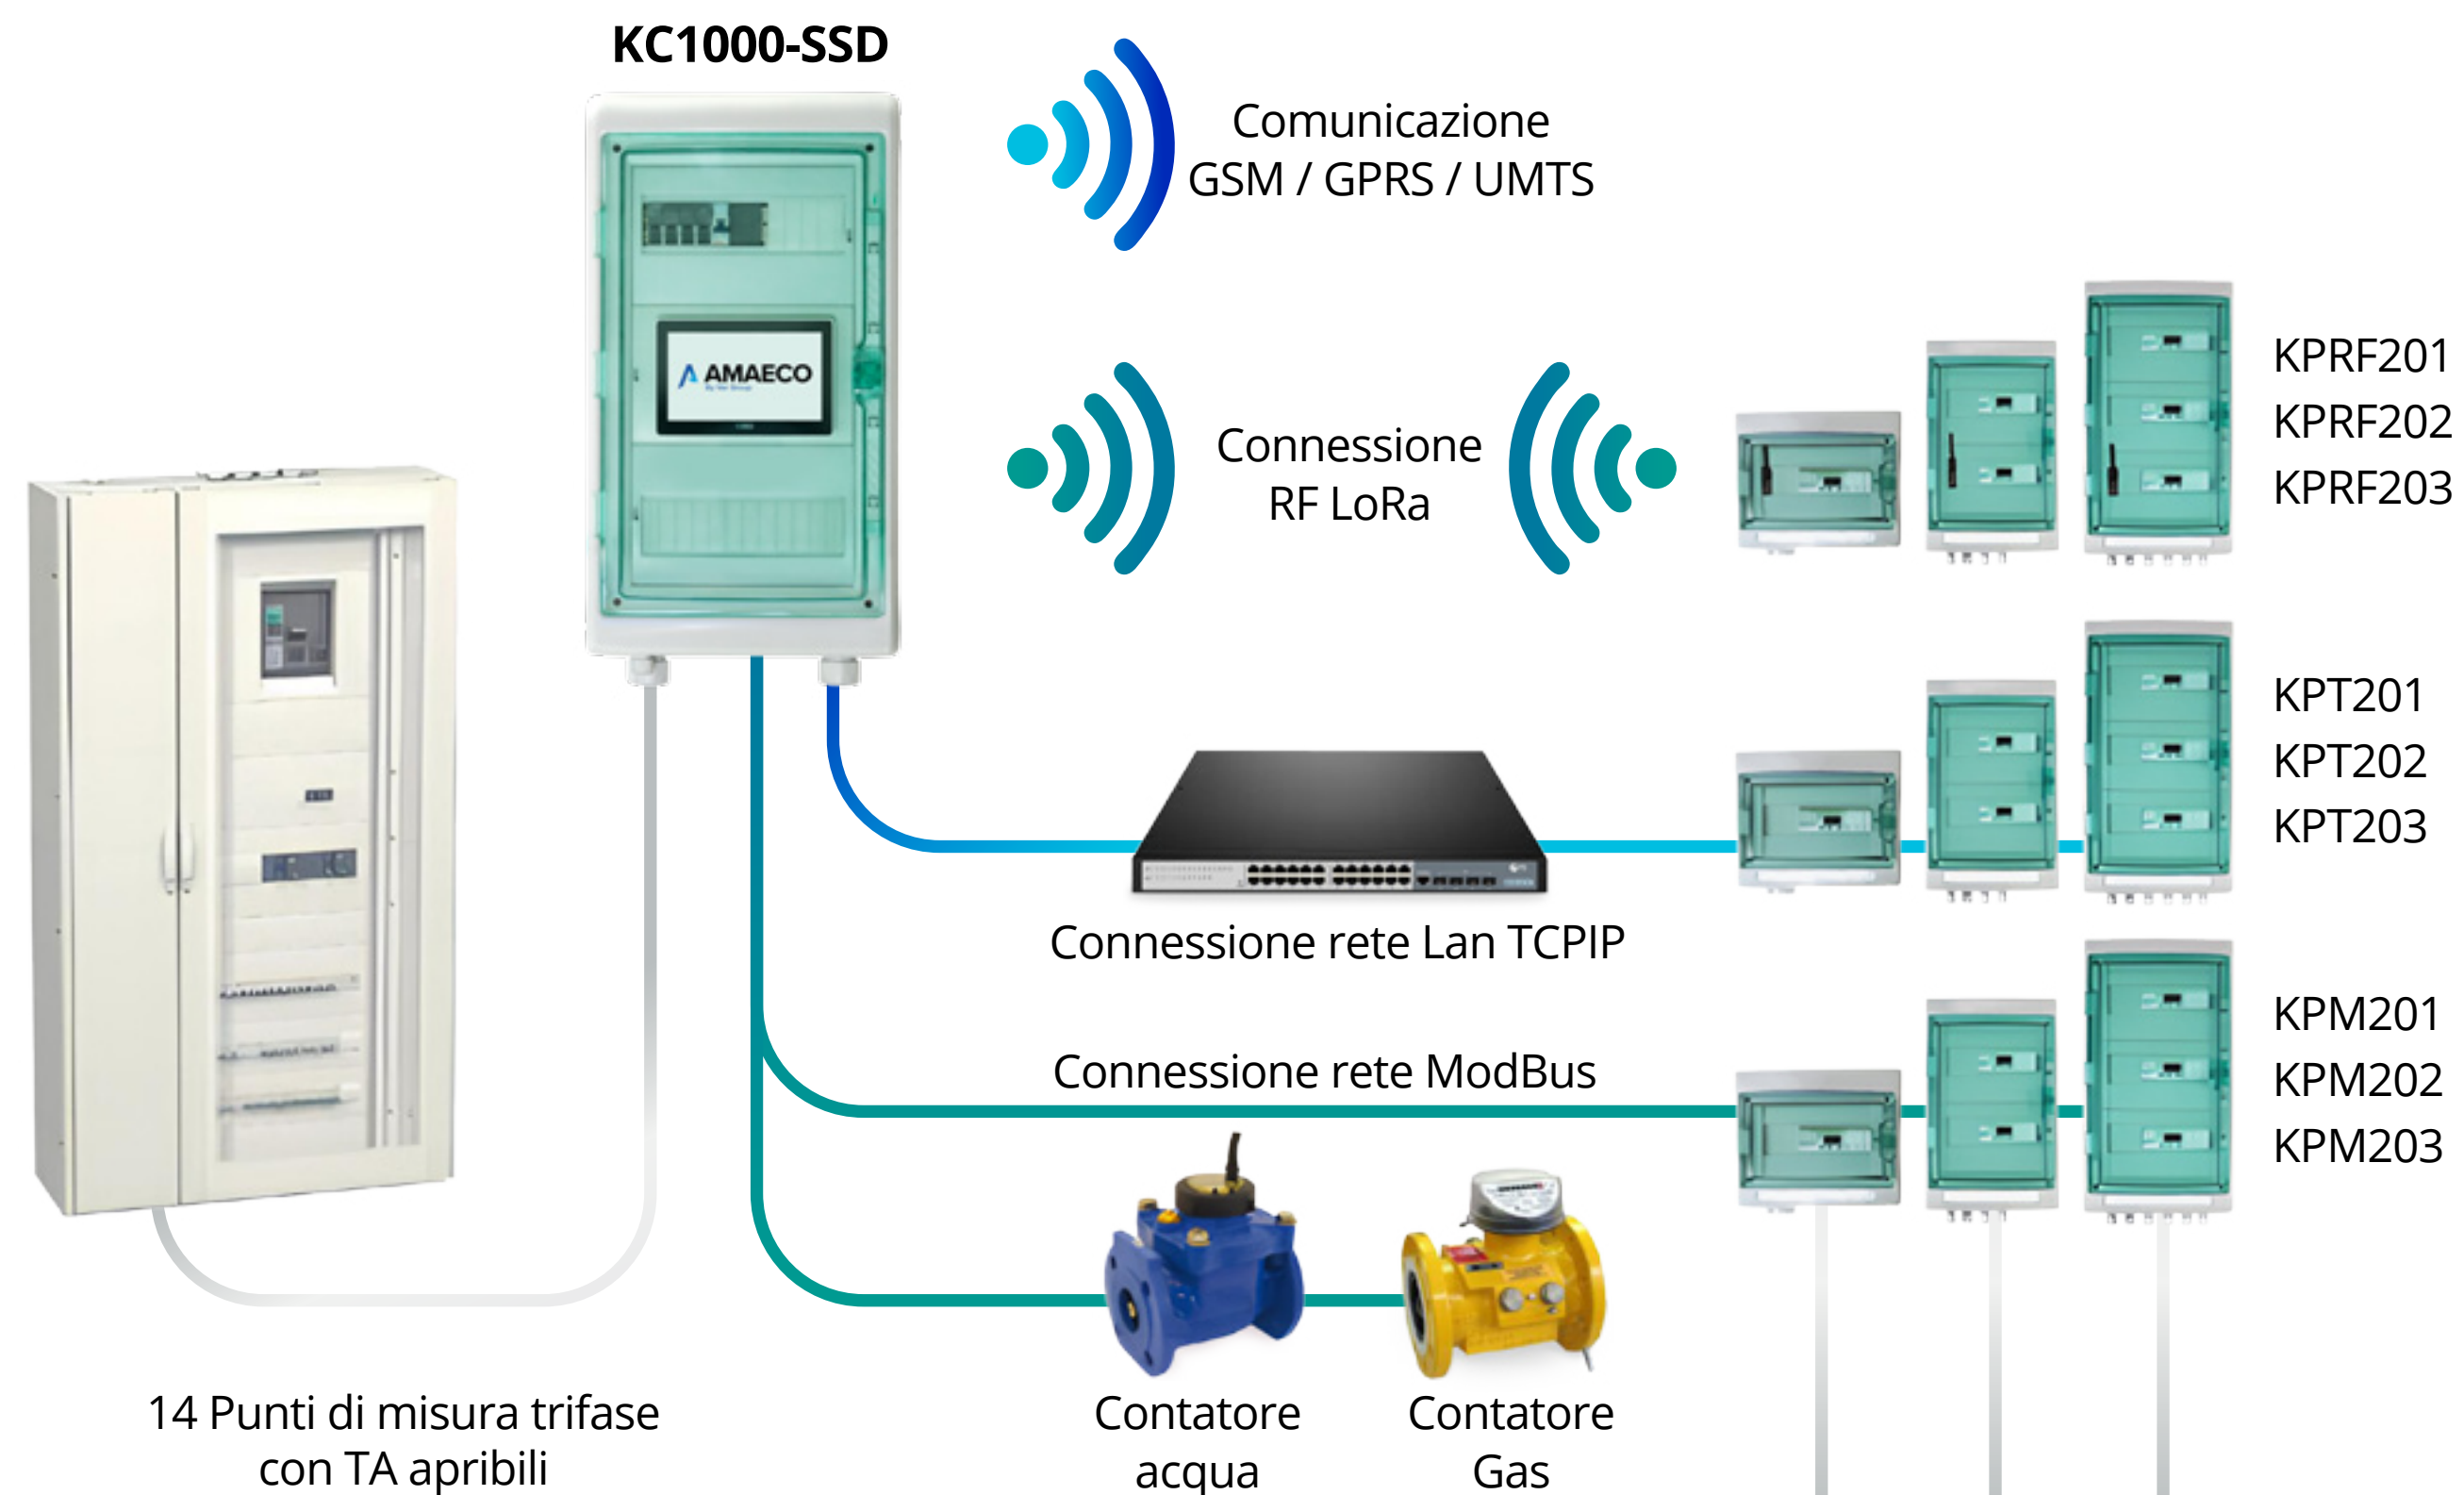 KC1000-SSD
Comunicazione
GSM / GPRS / UMTS
AMAECO
Connessione
RF LoRa
KPRF201
KPRF202
KPRF203
KPT201
KPT202
KPT203
Connessione rete Lan TCPIP
Connessione rete ModBus
KPM201
KPM202
KPM203
14 Punti di misura trifase
con TA apribili
Contatore
acqua
Contatore
Gas